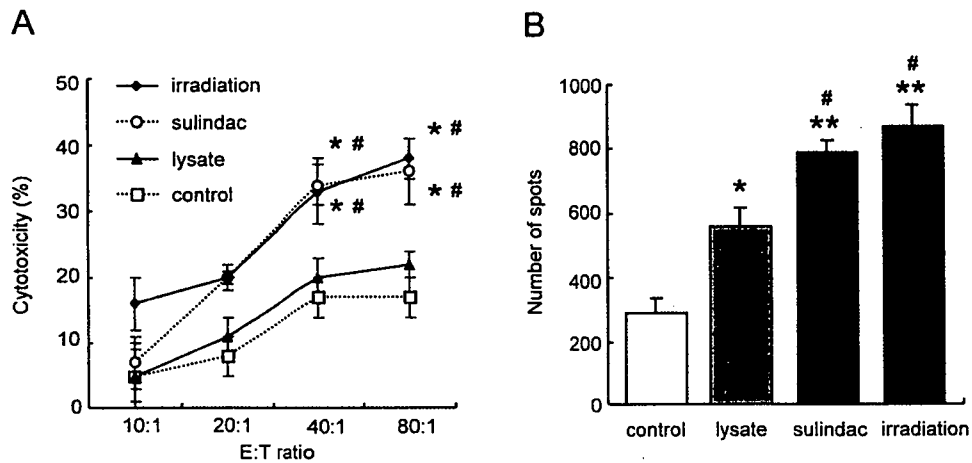 A
50
40
30
20
10
0
Cytotoxicity (%)
irradiation
sulindac
lysate
control
* #
* #
* #
* #
10:1 20:1 40:1 80:1
E:T ratio
B
1000
800
600
400
200
0
Number of spots
*
#
**
#
**
control lysate sulindac irradiation